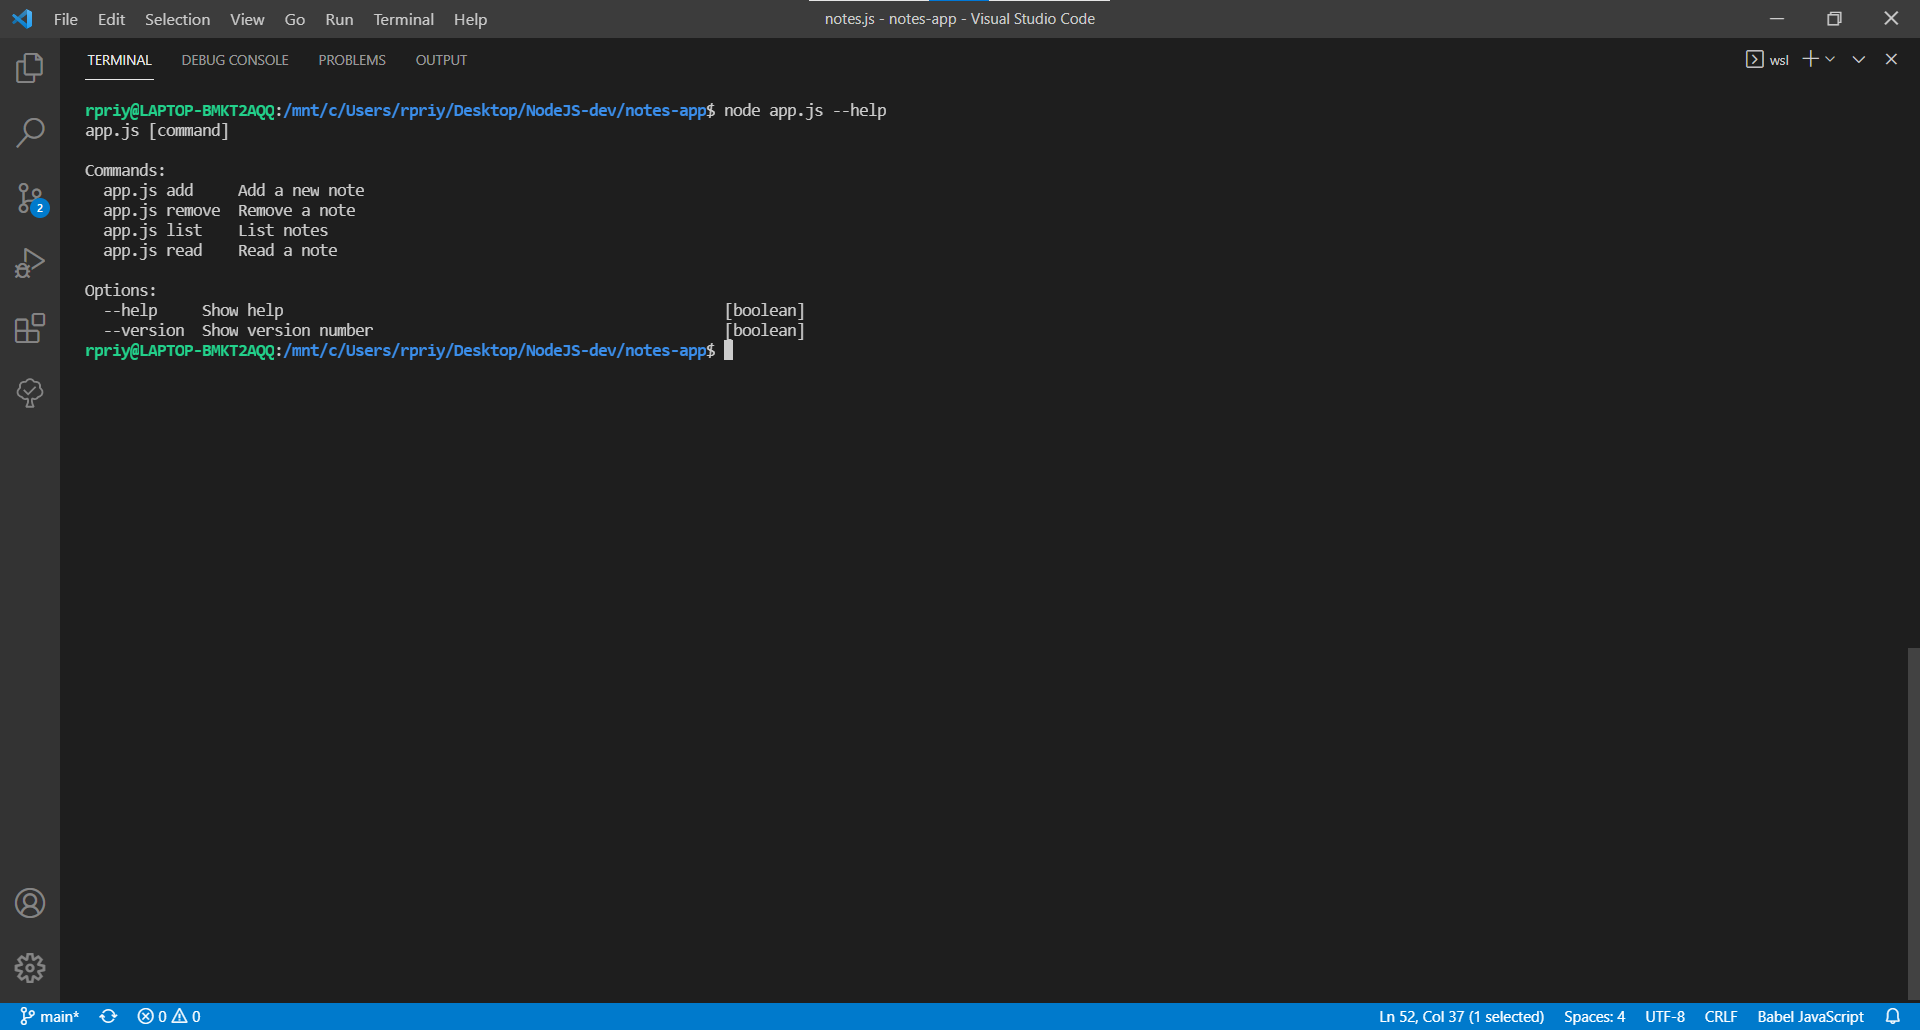 File Edit Selection View Go Run Terminal Help
notes.js - notes-app - Visual Studio Code
TERMINAL DEBUG CONSOLE PROBLEMS OUTPUT
wsl
rpriy@LAPTOP-BMKT2AQQ:/mnt/c/Users/rpriy/Desktop/NodeJS-dev/notes-app$ node app.js --help
app.js [command]
Commands:
app.js add Add a new note
app.js remove Remove a note
app.js list List notes
app.js read Read a note
Options:
--help Show help [boolean]
--version Show version number [boolean]
rpriy@LAPTOP-BMKT2AQQ:/mnt/c/Users/rpriy/Desktop/NodeJS-dev/notes-app$
2
main* 0 0 Ln 52, Col 37 (1 selected) Spaces: 4 UTF-8 CRLF Babel JavaScript